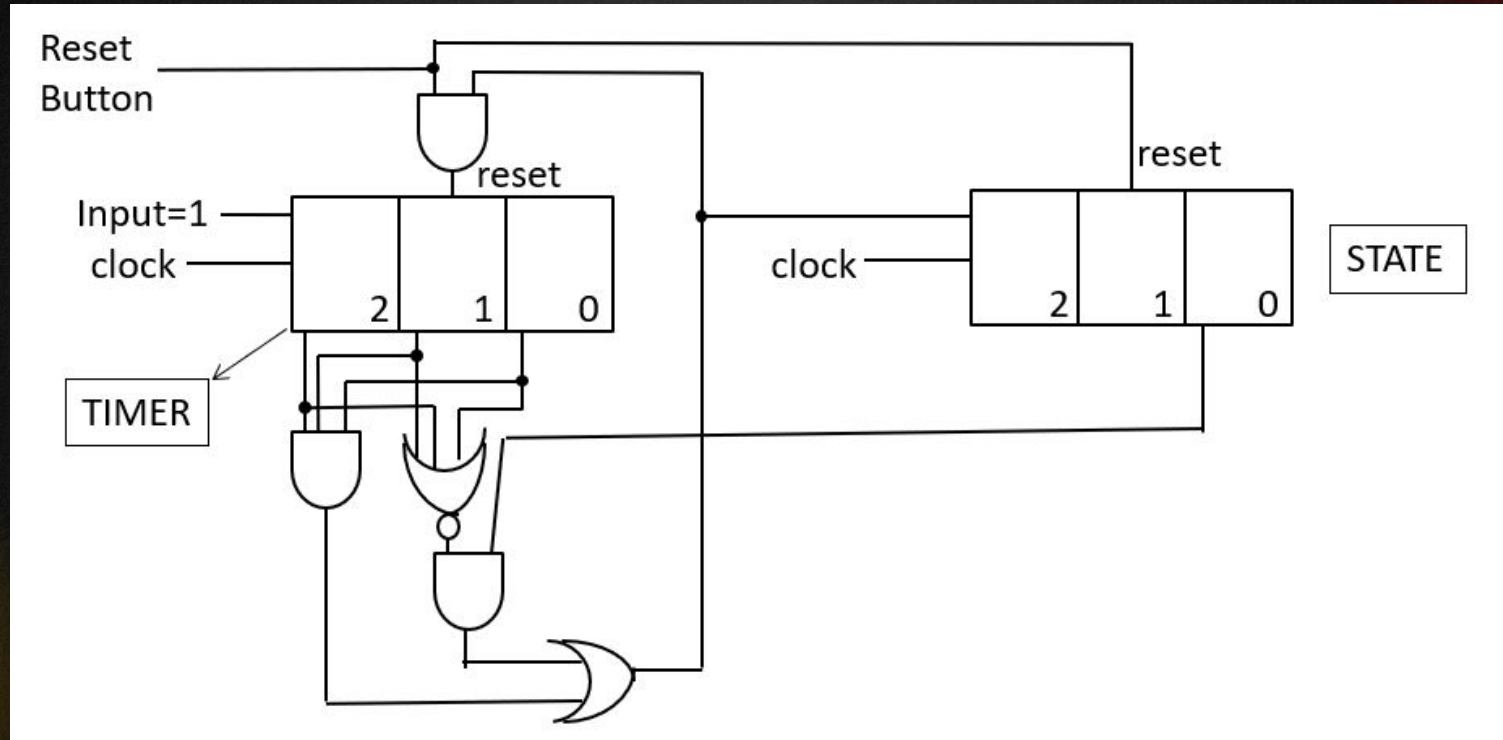 Reset
Button
reset
reset
Input=1
clock
2 1 0
TIMER
clock
2 1 0
STATE